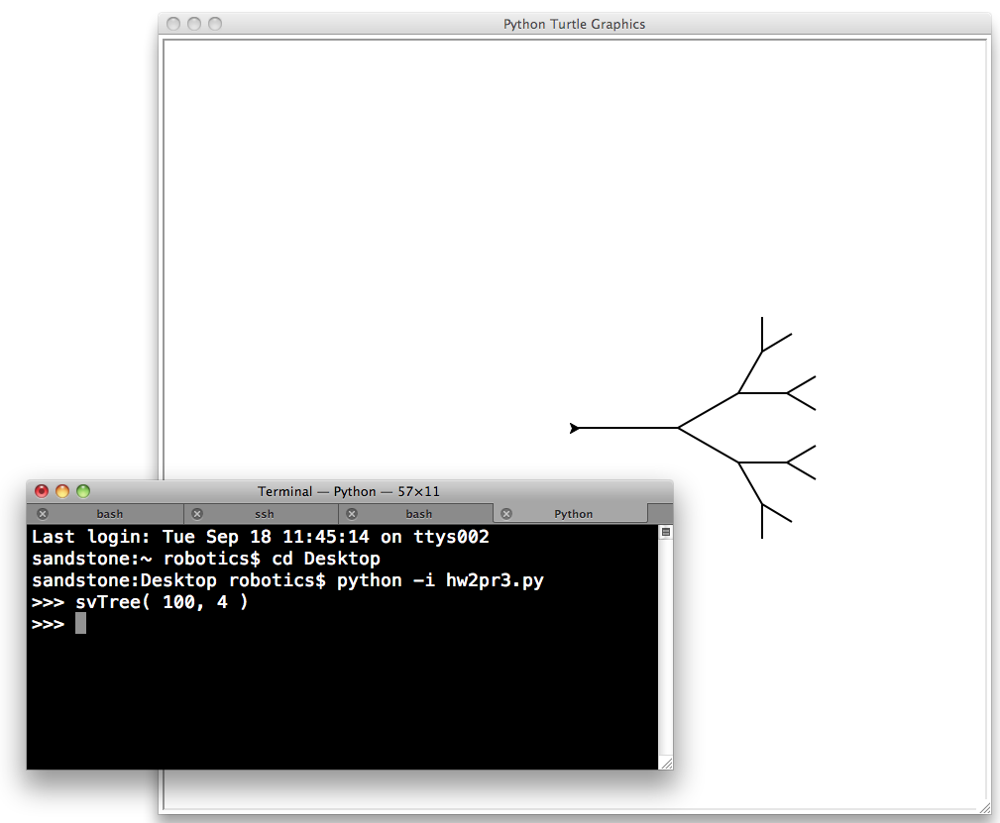 Python Turtle Graphics
Terminal — Python — 57×11
bash ssh bash Python
Last login: Tue Sep 18 11:45:14 on ttys002
sandstone:~ robotics$ cd Desktop
sandstone:Desktop robotics$ python -i hw2pr3.py
>>> svTree( 100, 4 )
>>>